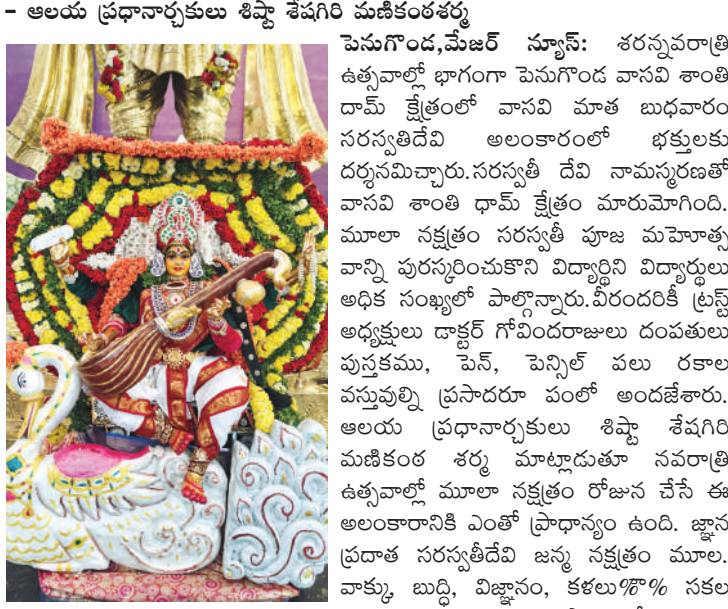 - ఆలయ ప్రధానార్చకులు శిష్టా శేషగిరి మణికంఠశర్మ
పెనుగొండ,మేజర్ న్యూస్: శరన్నవరాత్రి
ఉత్సవాల్లో భాగంగా పెనుగొండ వాసవి శాంతి
దామ్ క్షేత్రంలో వాసవి మాత బుధవారం
సరస్వతిదేవి అలంకారంలో భక్తులకు
దర్శనమిచ్చారు.సరస్వతీ దేవి నామస్మరణతో
వాసవి శాంతి ధామ్ క్షేత్రం మారుమోగింది.
మూలా నక్షత్రం సరస్వతీ పూజ మహెూత్స
వాన్ని పురస్కరించుకొని విద్యార్థిని విద్యార్థులు
అధిక సంఖ్యలో పాల్గొన్నారు.వీరందరికీ ట్రస్ట్
అధ్యక్షులు డాక్టర్ గోవిందరాజులు దంపతులు
పుస్తకము, పెన్, పెన్సిల్ పలు రకాల
వస్తువుల్ని ప్రసాదరూ పంలో అందజేశారు.
ఆలయ ప్రధానార్చకులు శిష్టా శేషగిరి
మణికంఠ శర్మ మాట్లాడుతూ నవరాత్రి
ఉత్సవాల్లో మూలా నక్షత్రం రోజున చేసే ఈ
అలంకారానికి ఎంతో ప్రాధాన్యం ఉంది. జ్ఞాన
ప్రదాత సరస్వతీదేవి జన్మ నక్షత్రం మూల.
వాక్కు, బుద్ధి, విజ్ఞానం, కళలు%ౌ% సకల